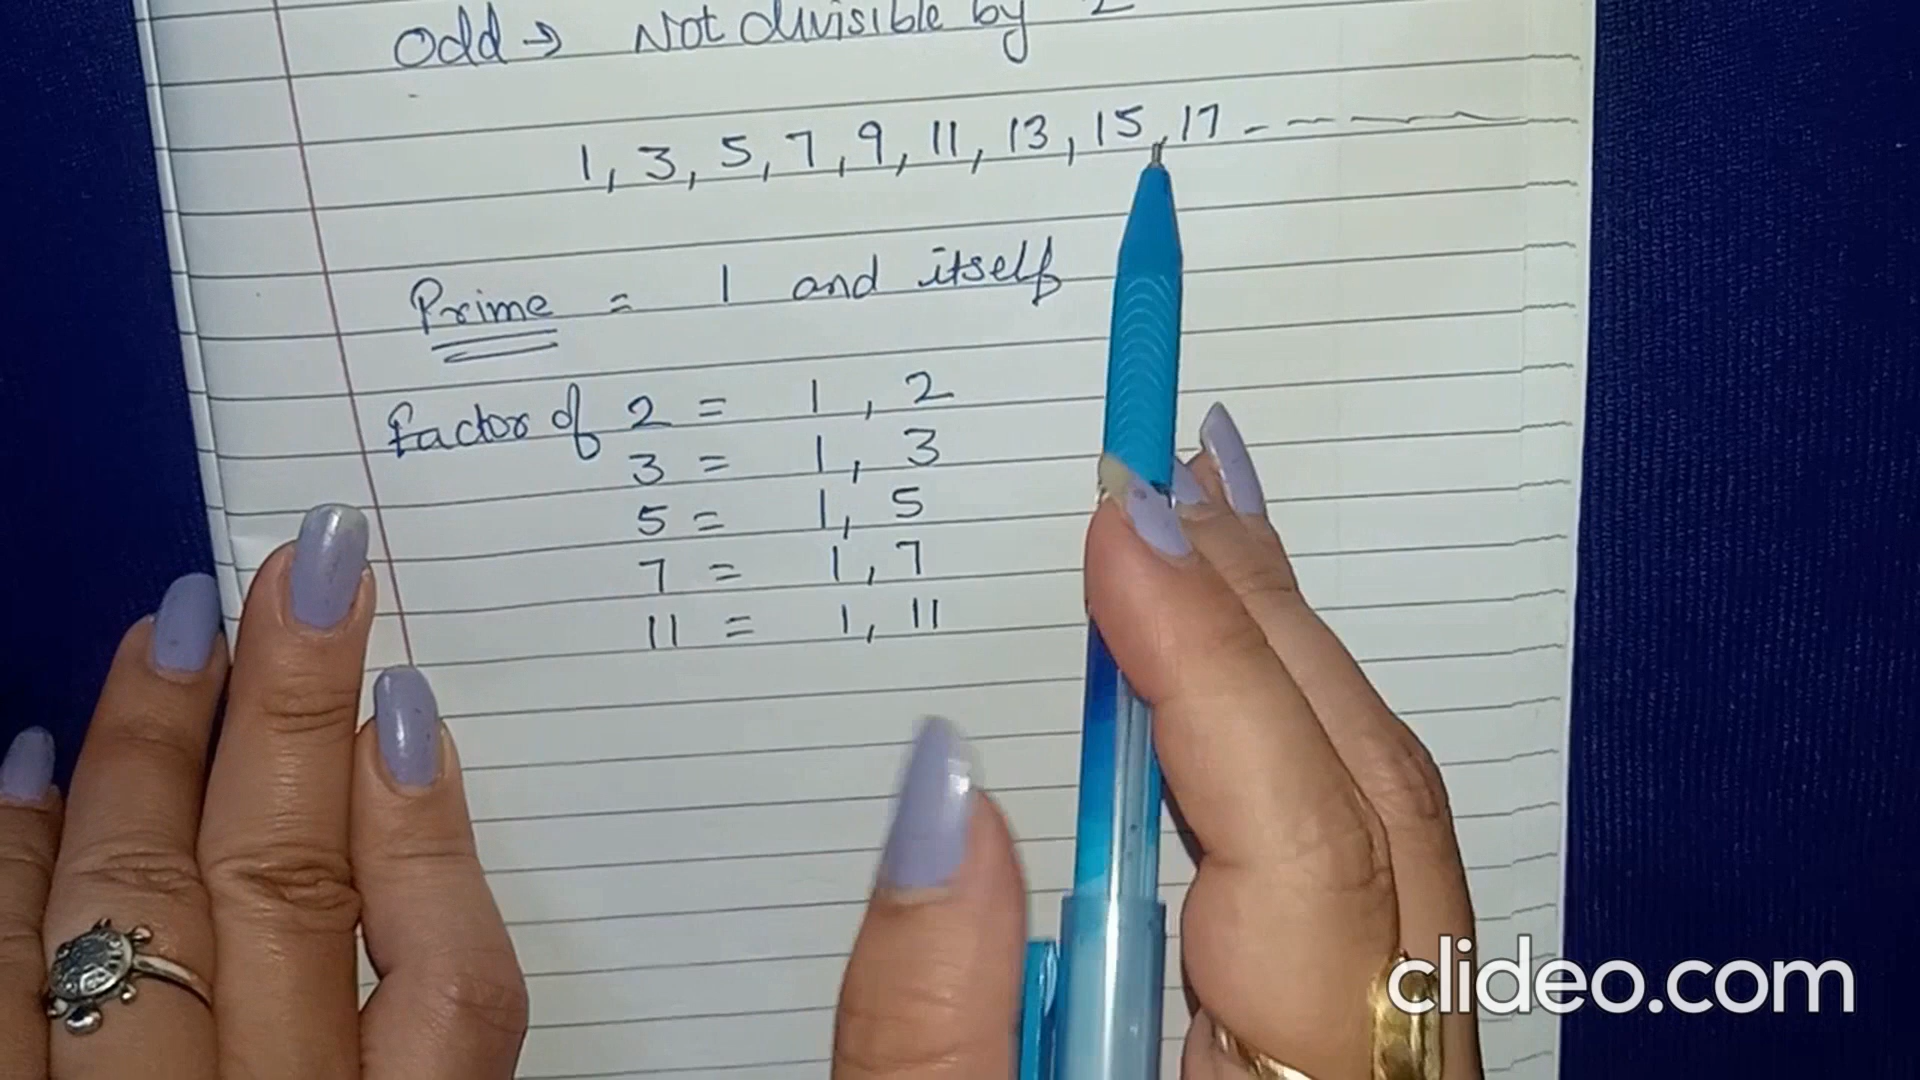 Odd → Not divisible by 2
1, 3, 5, 7, 9, 11, 13, 15, 17 - - - - - -
Prime = 1 and itself
Factor of 2 = 1, 2
3 = 1, 3
5 = 1, 5
7 = 1, 7
11 = 1, 11
clideo.com